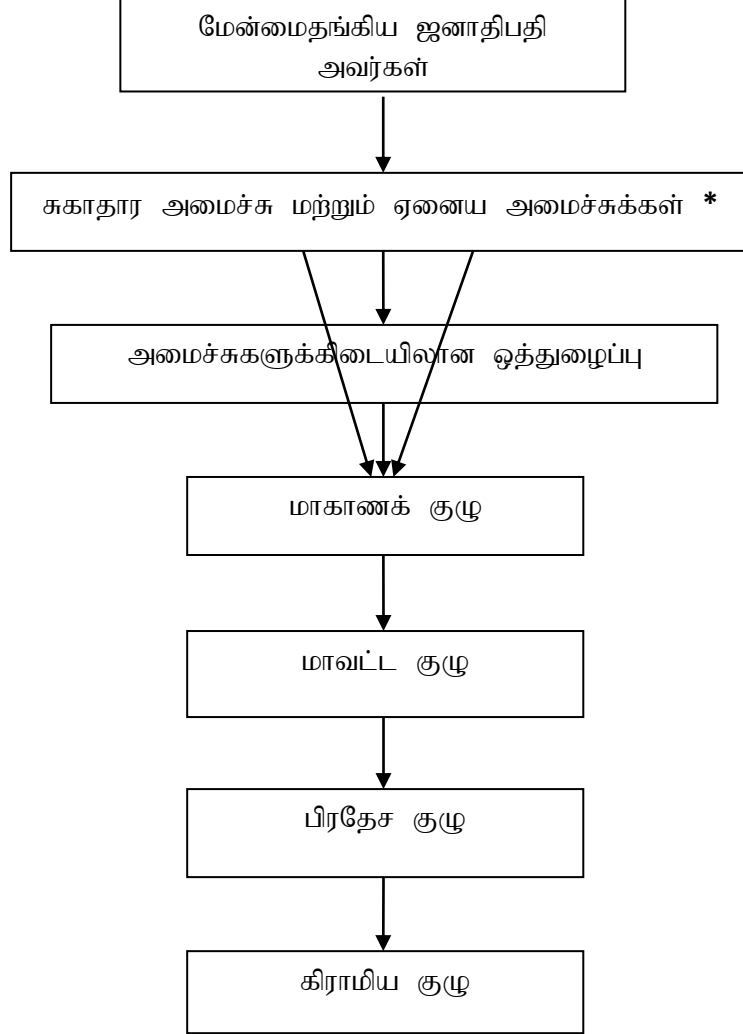 மேன்மைதங்கிய ஜனாதிபதி
அவர்கள்
சுகாதார அமைச்சு மற்றும் ஏனைய அமைச்சுக்கள் *
அமைச்சுகளுக்கிடையிலான ஒத்துழைப்பு
மாகாணக் குழு
மாவட்ட குழு
பிரதேச குழு
கிராமிய குழு